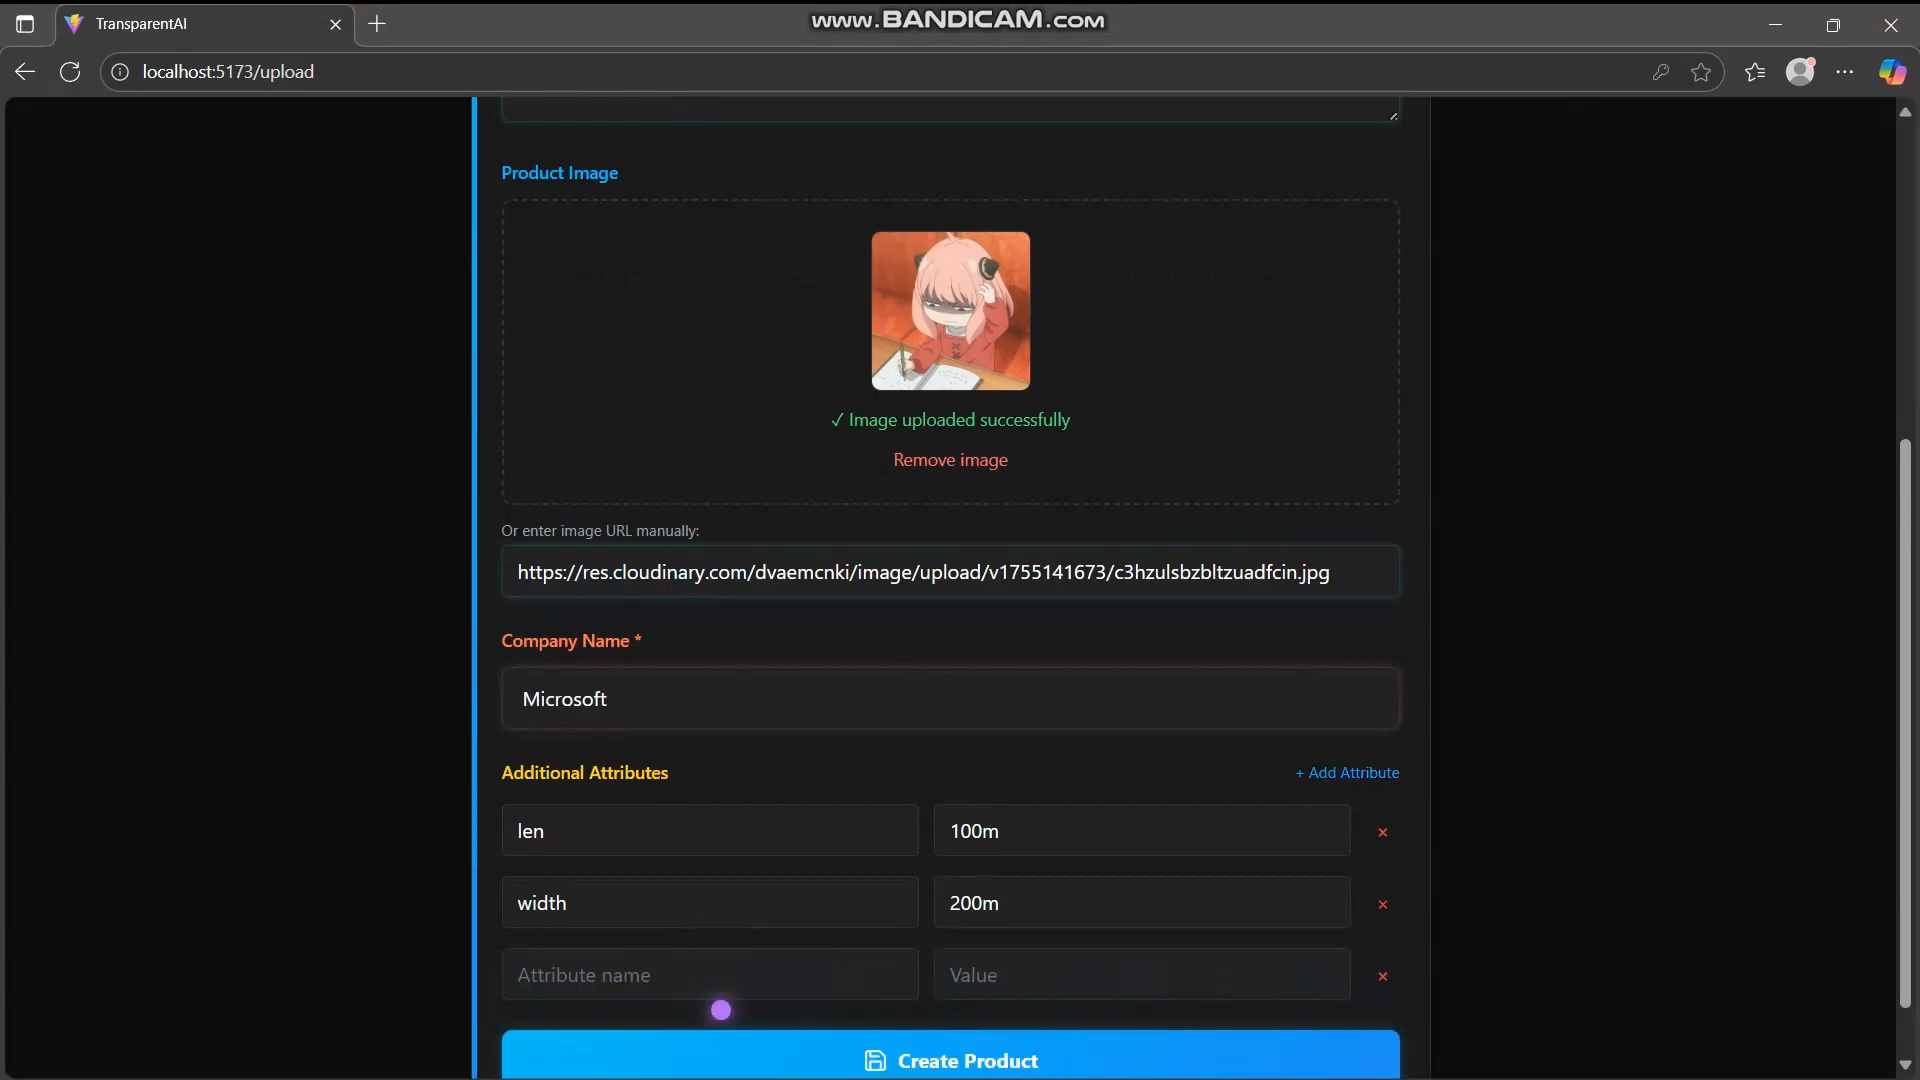 TransparentAI
www.BANDICAM.com
localhost:5173/upload
Product Image
✓ Image uploaded successfully
Remove image
Or enter image URL manually:
https://res.cloudinary.com/dvaemcnki/image/upload/v1755141673/c3hzulsbzbltzuadfcin.jpg
Company Name *
Microsoft
Additional Attributes
+ Add Attribute
len
100m
×
width
200m
×
Attribute name
Value
×
Create Product